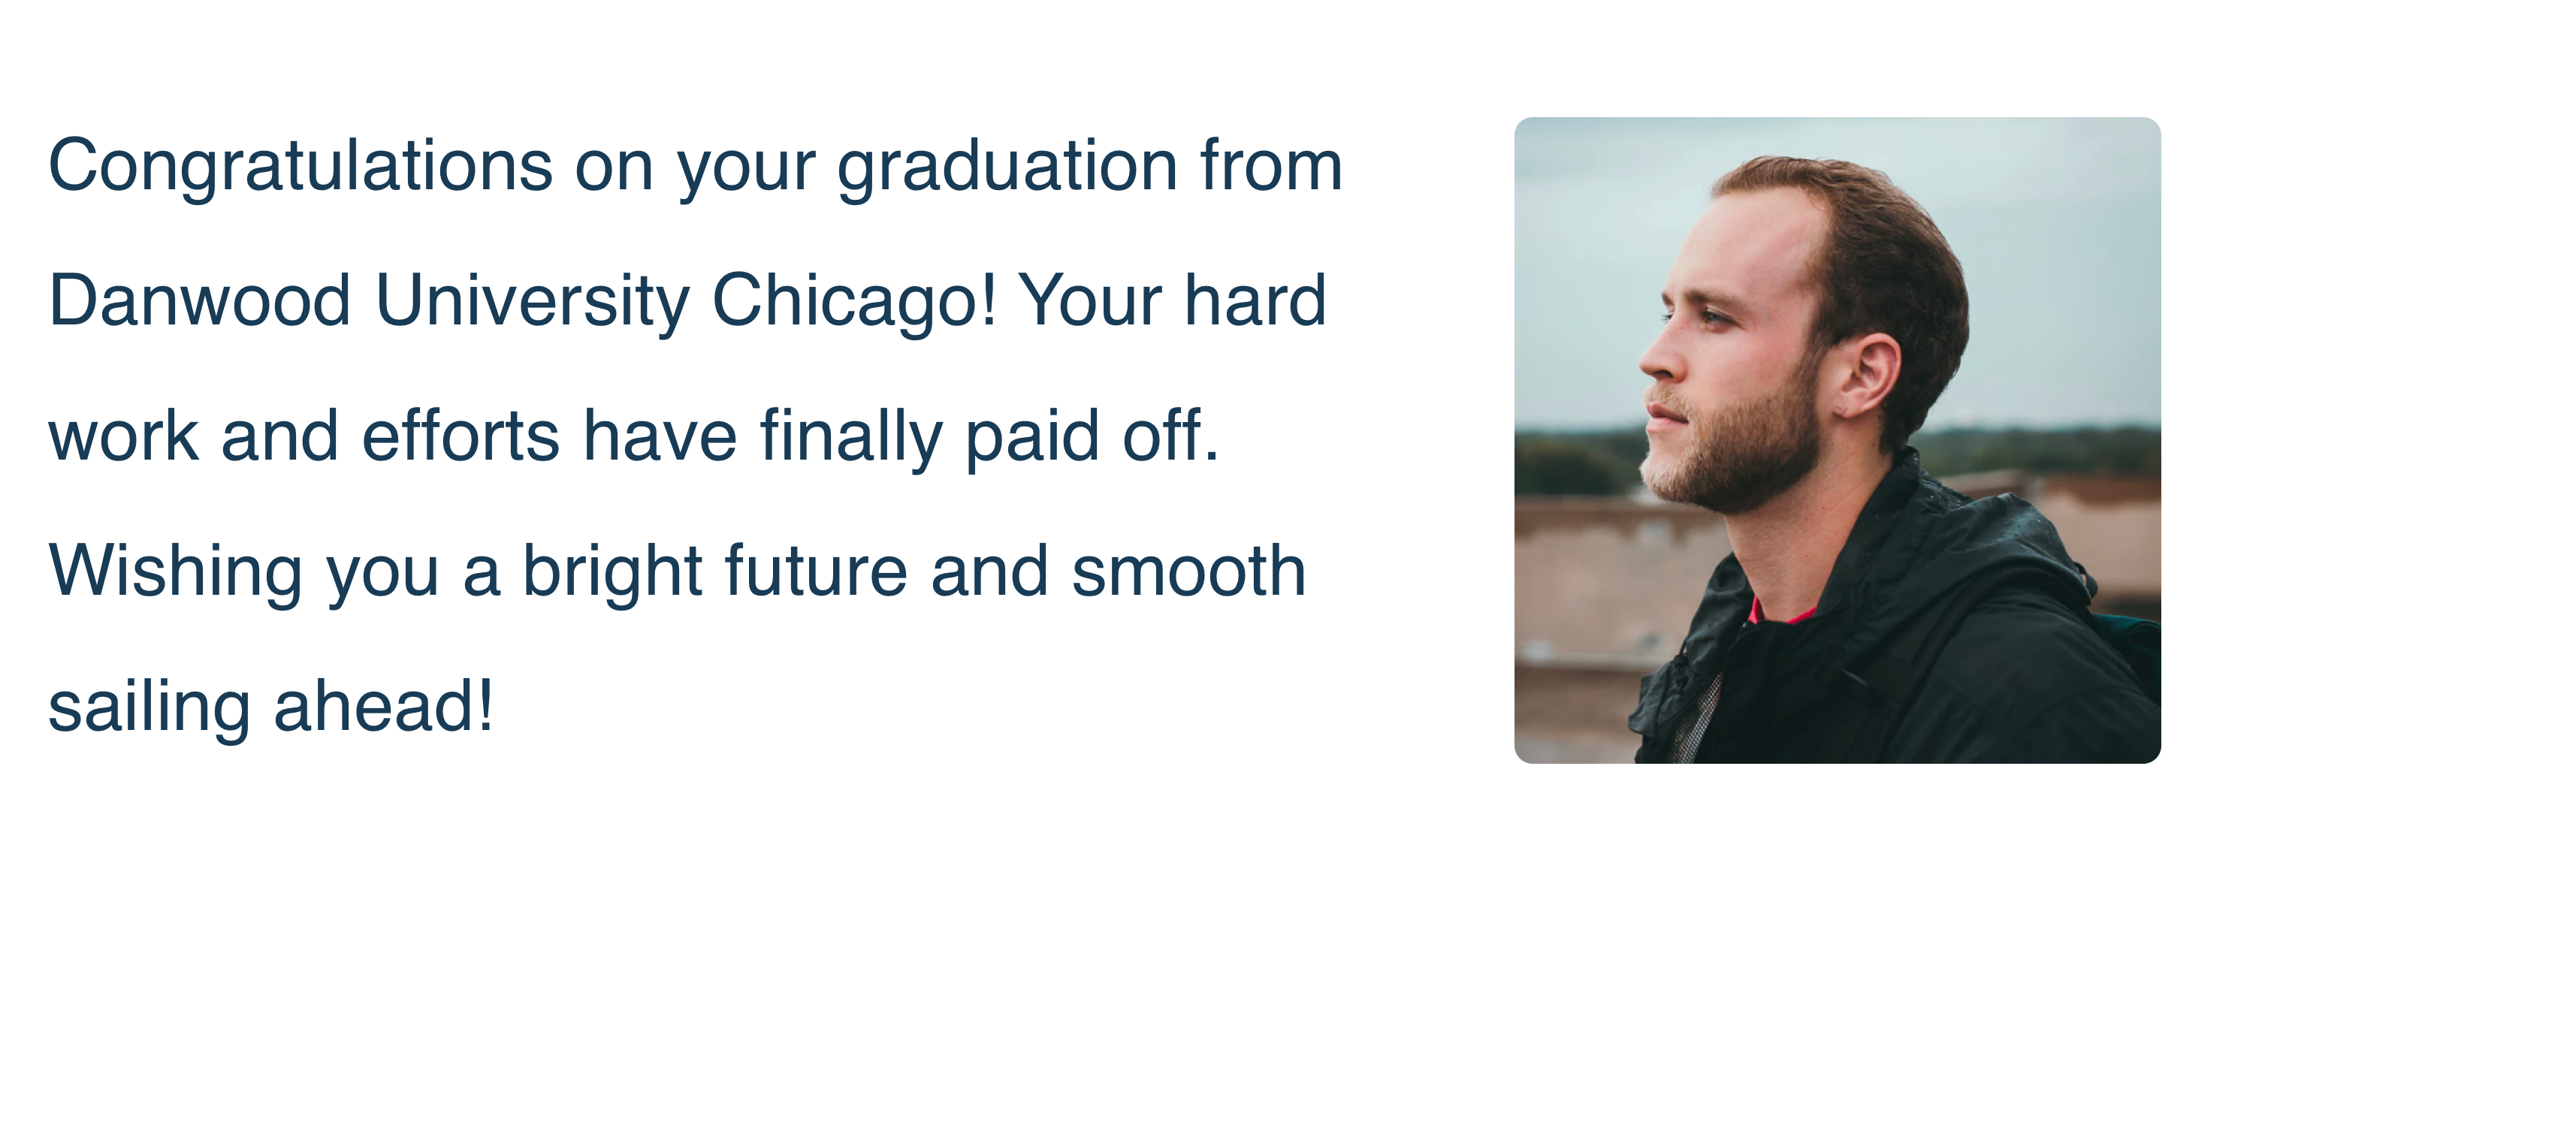 Congratulations on your graduation from
Danwood University Chicago! Your hard
work and efforts have finally paid off.
Wishing you a bright future and smooth
sailing ahead!